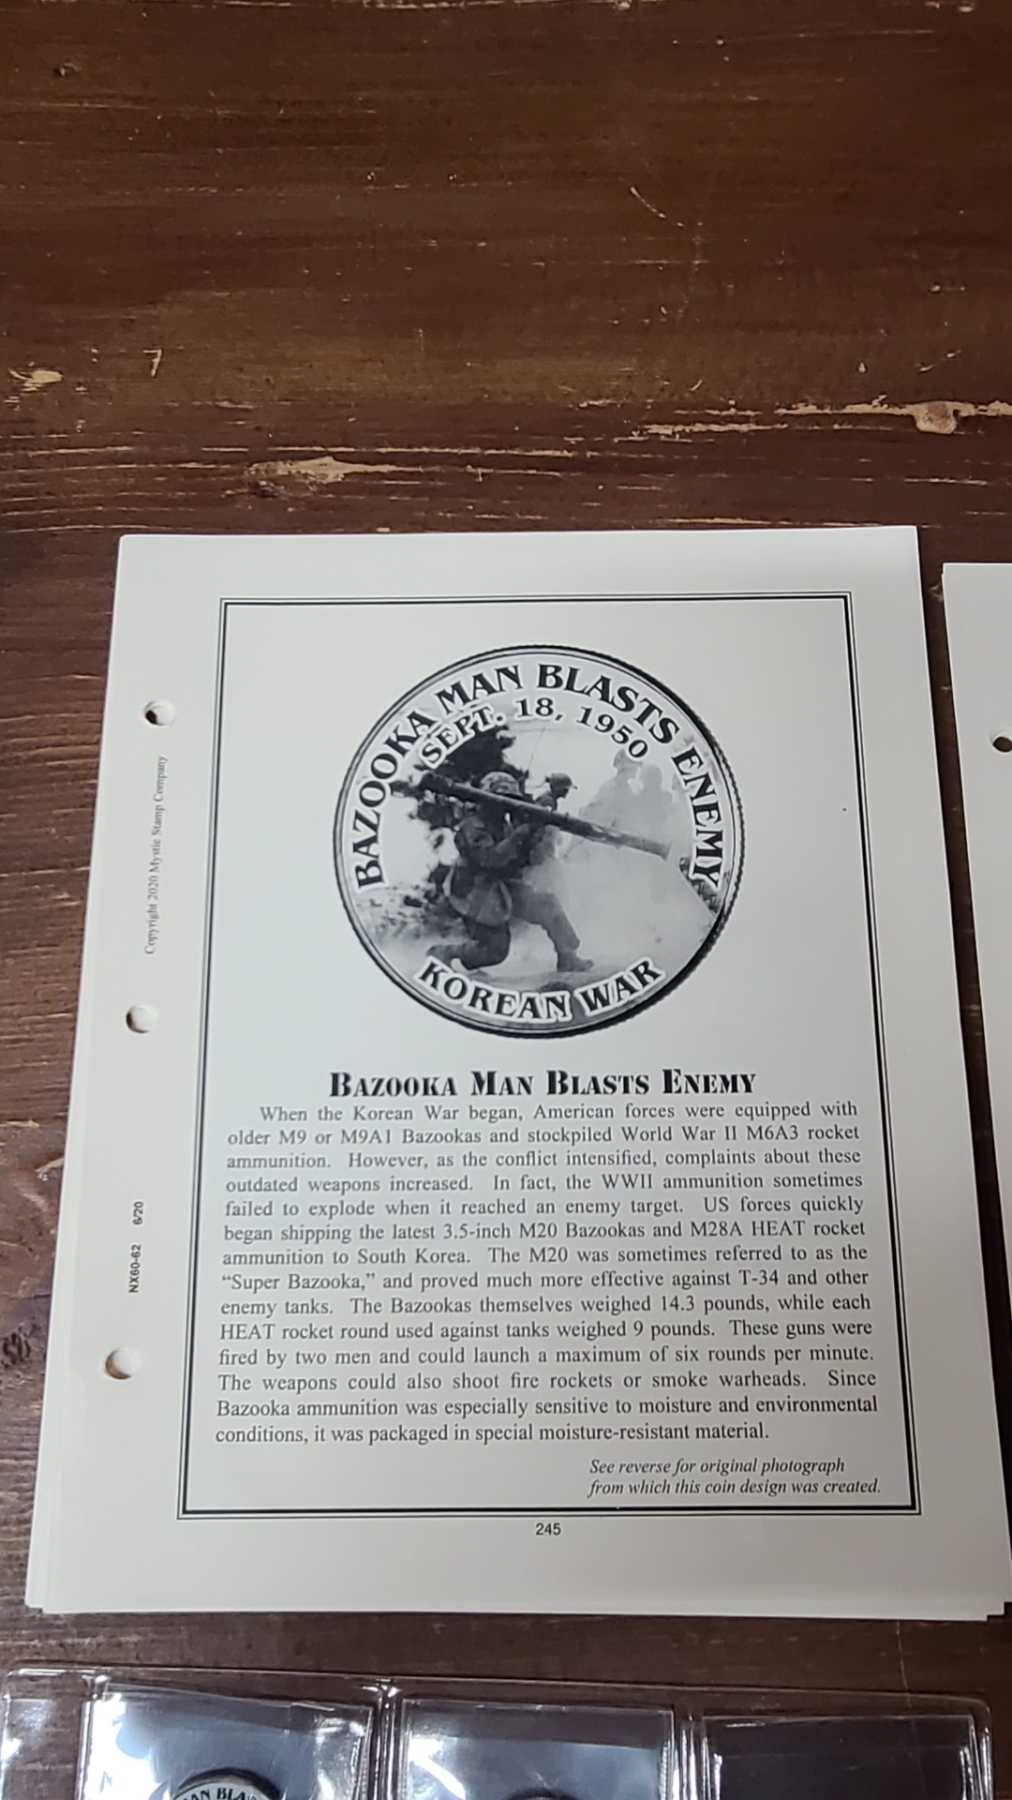 BAZOOKA MAN BLASTS ENEMY
SEPT. 18, 1950
KOREAN WAR
BAZOOKA MAN BLASTS ENEMY
When the Korean War began, American forces were equipped with
older M9 or M9A1 Bazookas and stockpiled World War II M6A3 rocket
ammunition. However, as the conflict intensified, complaints about these
outdated weapons increased. In fact, the WWII ammunition sometimes
failed to explode when it reached an enemy target. US forces quickly
began shipping the latest 3.5-inch M20 Bazookas and M28A HEAT rocket
ammunition to South Korea. The M20 was sometimes referred to as the
“Super Bazooka,” and proved much more effective against T-34 and other
enemy tanks. The Bazookas themselves weighed 14.3 pounds, while each
HEAT rocket round used against tanks weighed 9 pounds. These guns were
fired by two men and could launch a maximum of six rounds per minute.
The weapons could also shoot fire rockets or smoke warheads. Since
Bazooka ammunition was especially sensitive to moisture and environmental
conditions, it was packaged in special moisture-resistant material.
See reverse for original photograph
from which this coin design was created.
245
Copyright 2020 Mystic Stamp Company
NX60-62 6/20